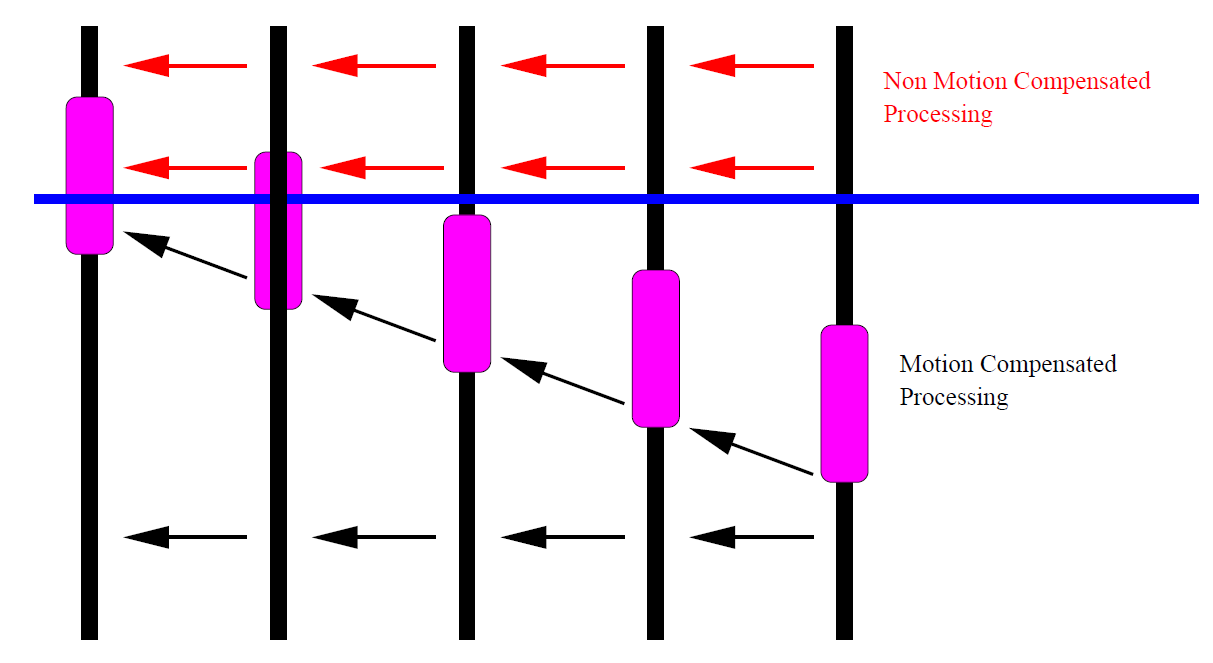 Non Motion Compensated
Processing
Motion Compensated
Processing